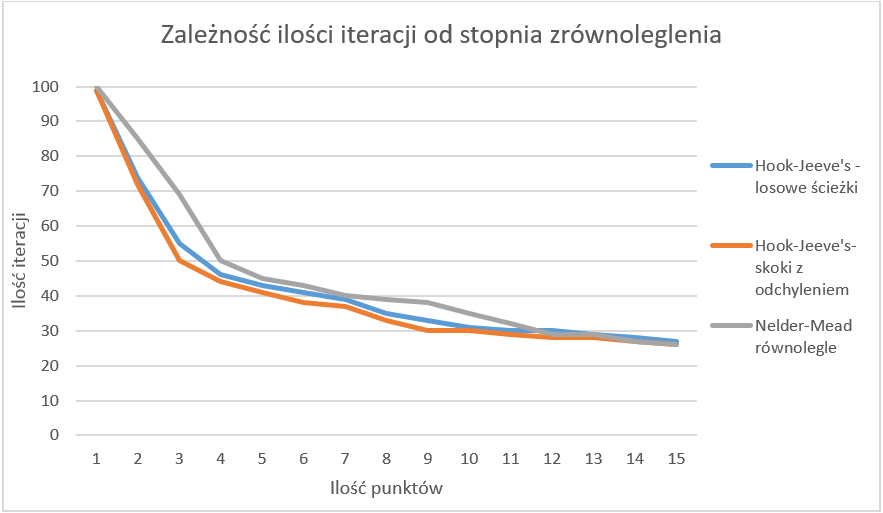 Zależność ilości iteracji od stopnia zrównoleglenia
100
90
80
70
60
50
40
30
20
10
0
Ilość iteracji
1 2 3 4 5 6 7 8 9 10 11 12 13 14 15
Ilość punktów
Hook-Jeeve's -
losowe ścieżki
Hook-Jeeve's-
skoki z
odchyleniem
Nelder-Mead
równolegle